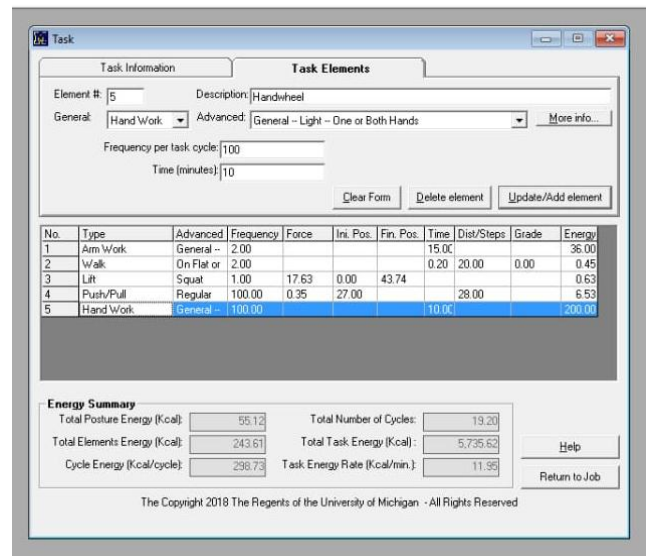 Task
Task Information Task Elements
Element #: 5 Description: Handwheel
General: Hand Work Advanced: General -- Light -- One or Both Hands More info...
Frequency per task cycle: 100
Time (minutes): 10
Clear Form Delete element Update/Add element
No. Type Advanced Frequency Force Ini. Pos. Fin. Pos. Time Dist/Steps Grade Energy
1 Arm Work General -- 2.00 15.00 36.00
2 Walk On Flat or 2.00 0.20 20.00 0.00 0.45
3 Lift Squat 1.00 17.63 0.00 43.74 0.63
4 Push/Pull Regular 100.00 0.35 27.00 28.00 6.53
5 Hand Work General -- 100.00 10.00 200.00
Energy Summary
Total Posture Energy (Kcal): 55.12 Total Number of Cycles: 19.20
Total Elements Energy (Kcal): 243.61 Total Task Energy (Kcal) : 5,735.62 Help
Cycle Energy (Kcal/cycle): 298.73 Task Energy Rate (Kcal/min.): 11.95 Return to Job
The Copyright 2018 The Regents of the University of Michigan - All Rights Reserved